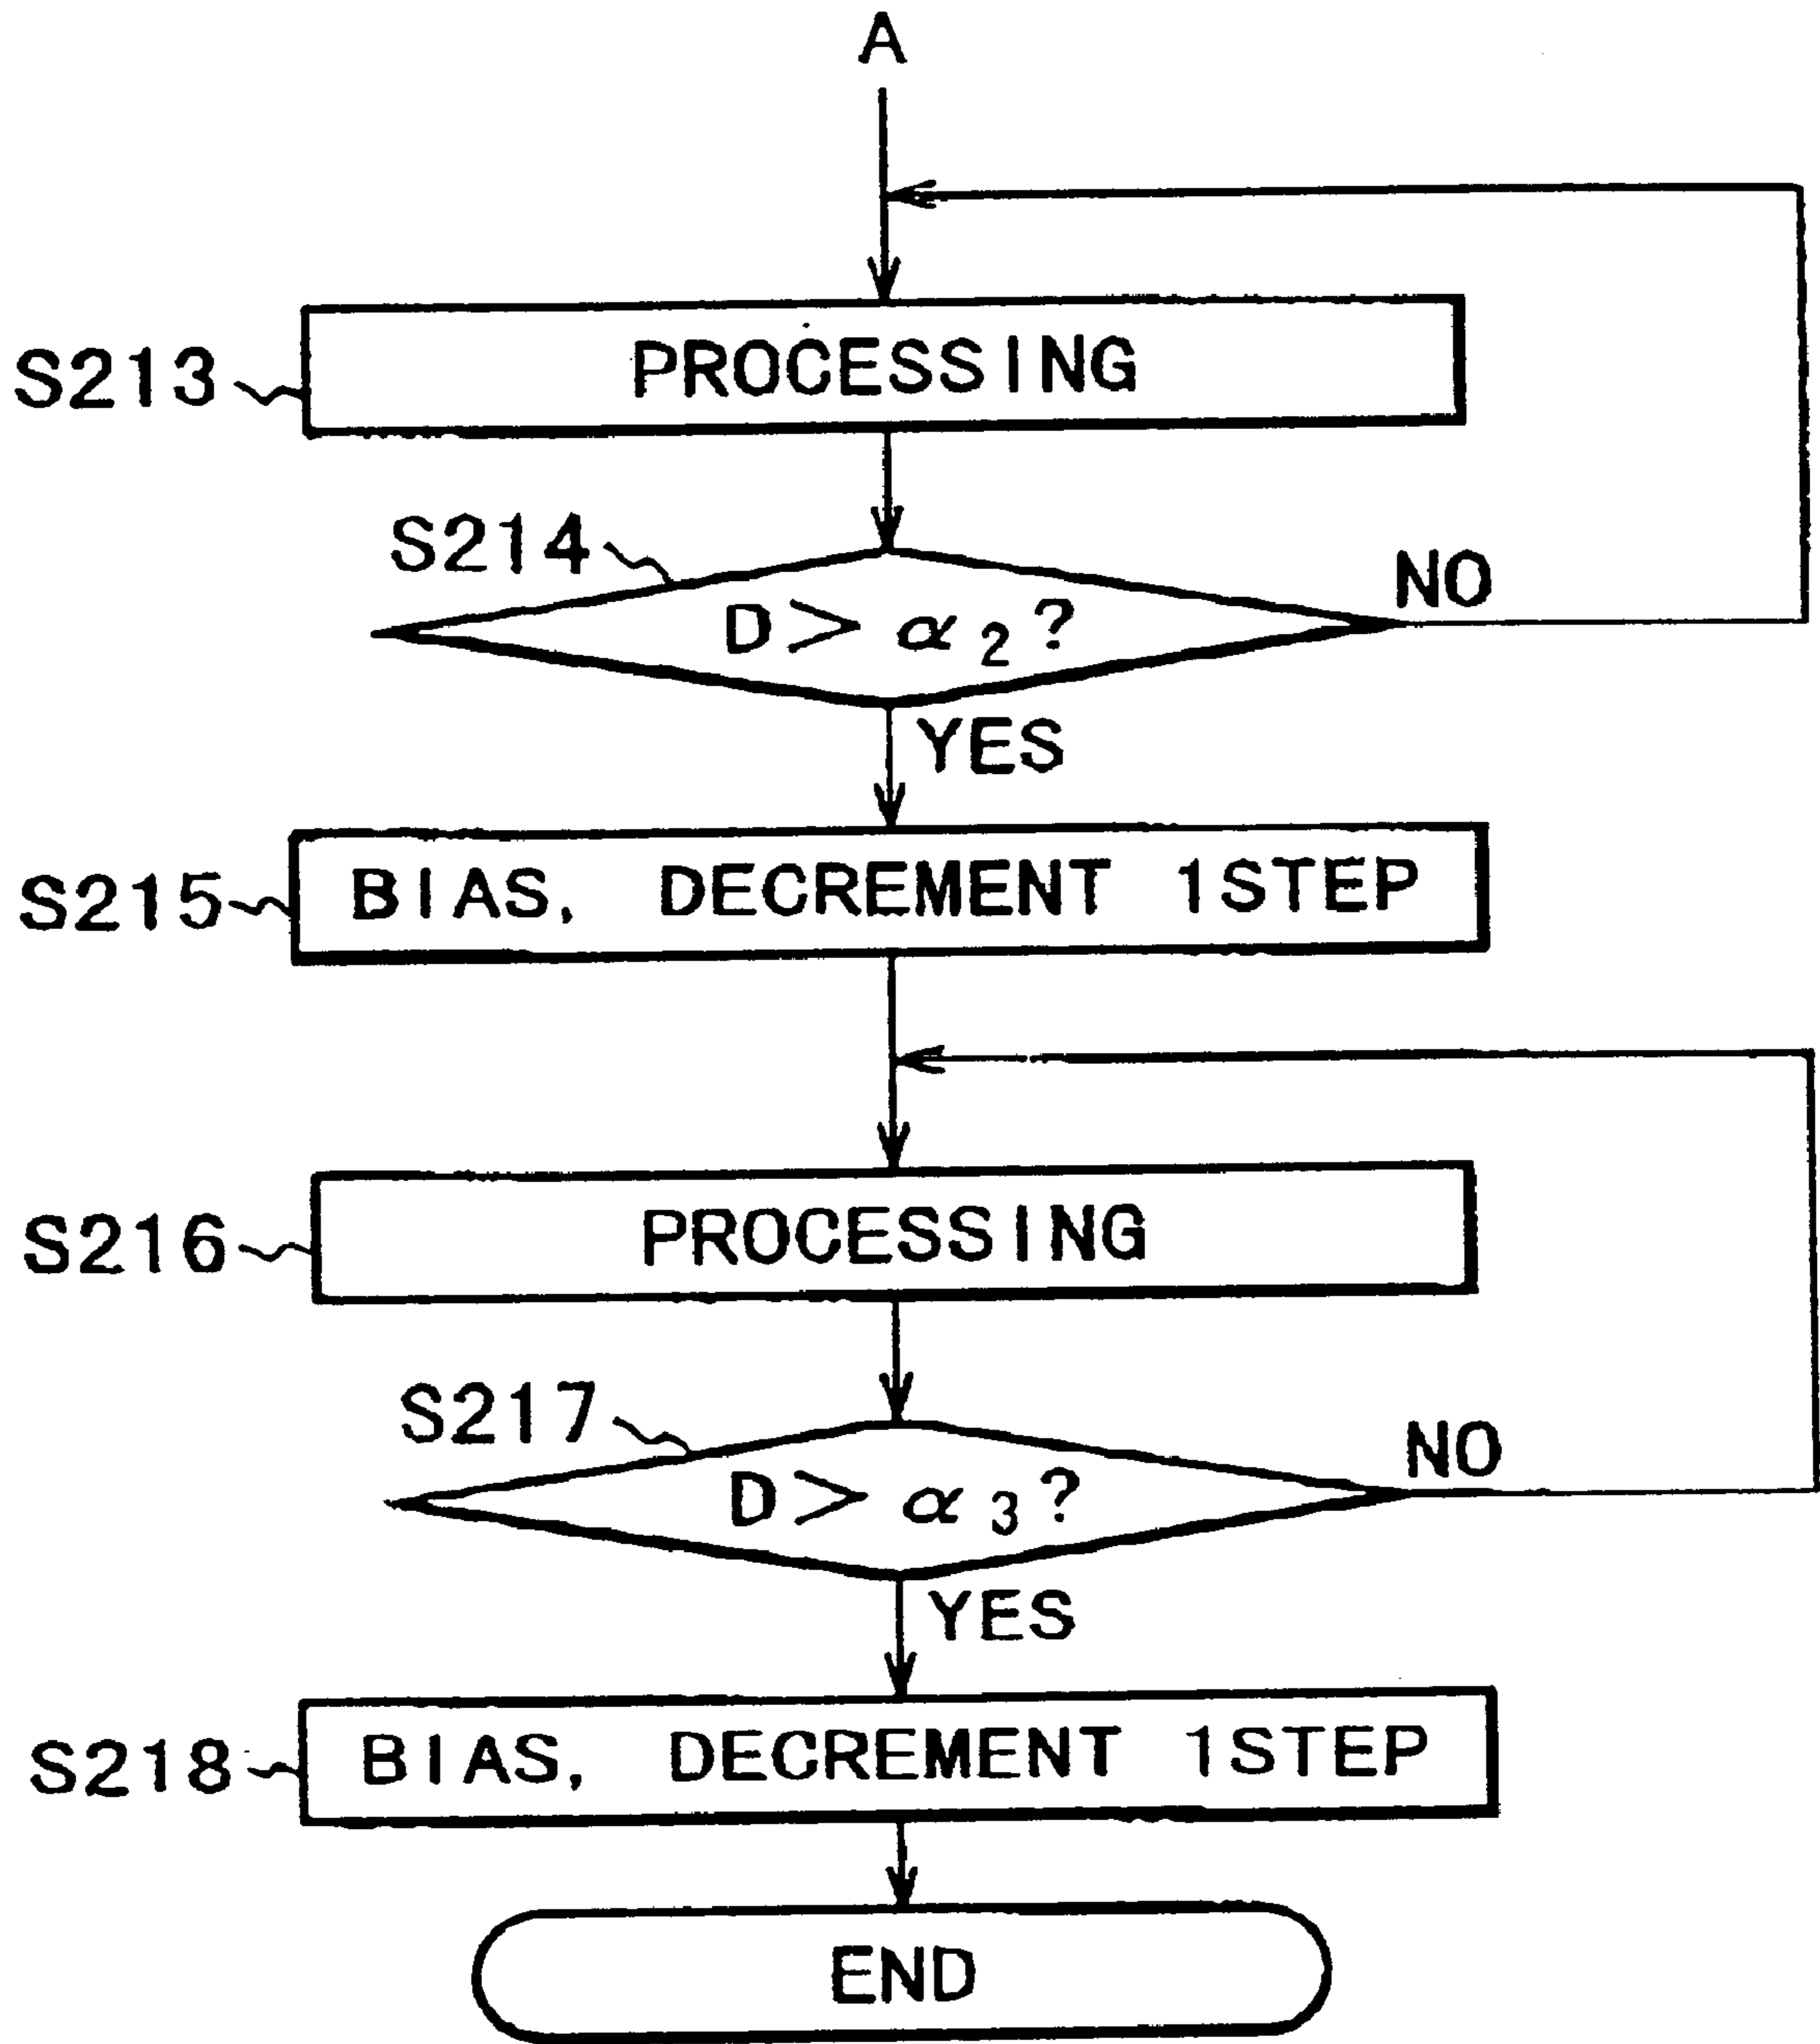 A
S213
PROCESSING
S214
D> α₂?
NO
YES
S215
BIAS, DECREMENT 1STEP
S216
PROCESSING
S217
D> α₃?
NO
YES
S218
BIAS, DECREMENT 1STEP
END